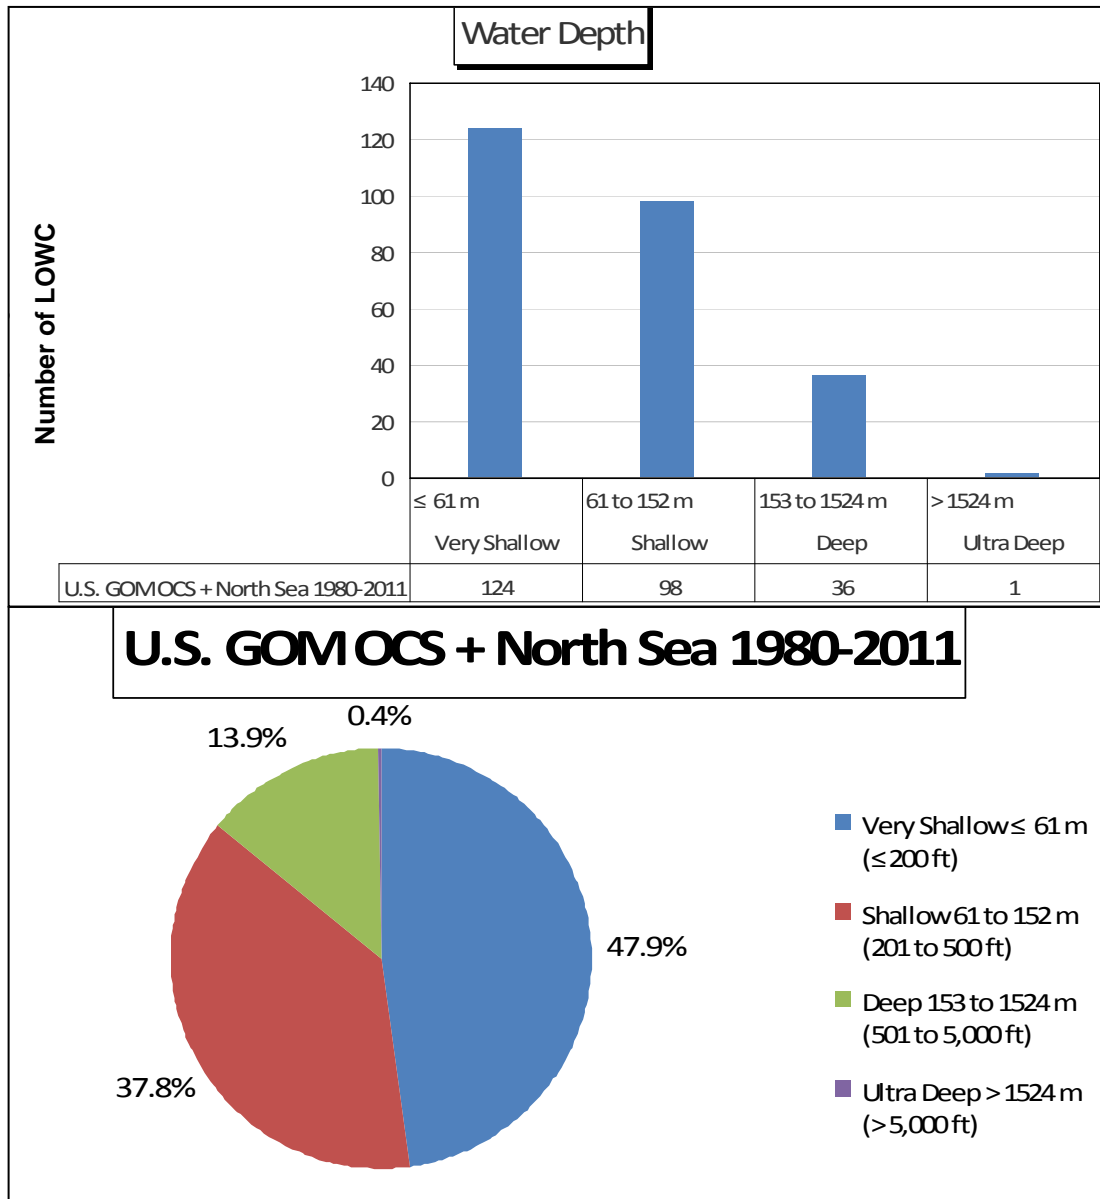 Water Depth
Number of LOWC
140
120
100
80
60
40
20
0
≤ 61 m 61 to 152 m 153 to 1524 m > 1524 m
Very Shallow Shallow Deep Ultra Deep
U.S. GOM OCS + North Sea 1980-2011 124 98 36 1
U.S. GOM OCS + North Sea 1980-2011
0.4%
13.9%
47.9%
37.8%
Very Shallow ≤ 61 m
(≤ 200 ft)
Shallow 61 to 152 m
(201 to 500 ft)
Deep 153 to 1524 m
(501 to 5,000 ft)
Ultra Deep > 1524 m
(> 5,000 ft)